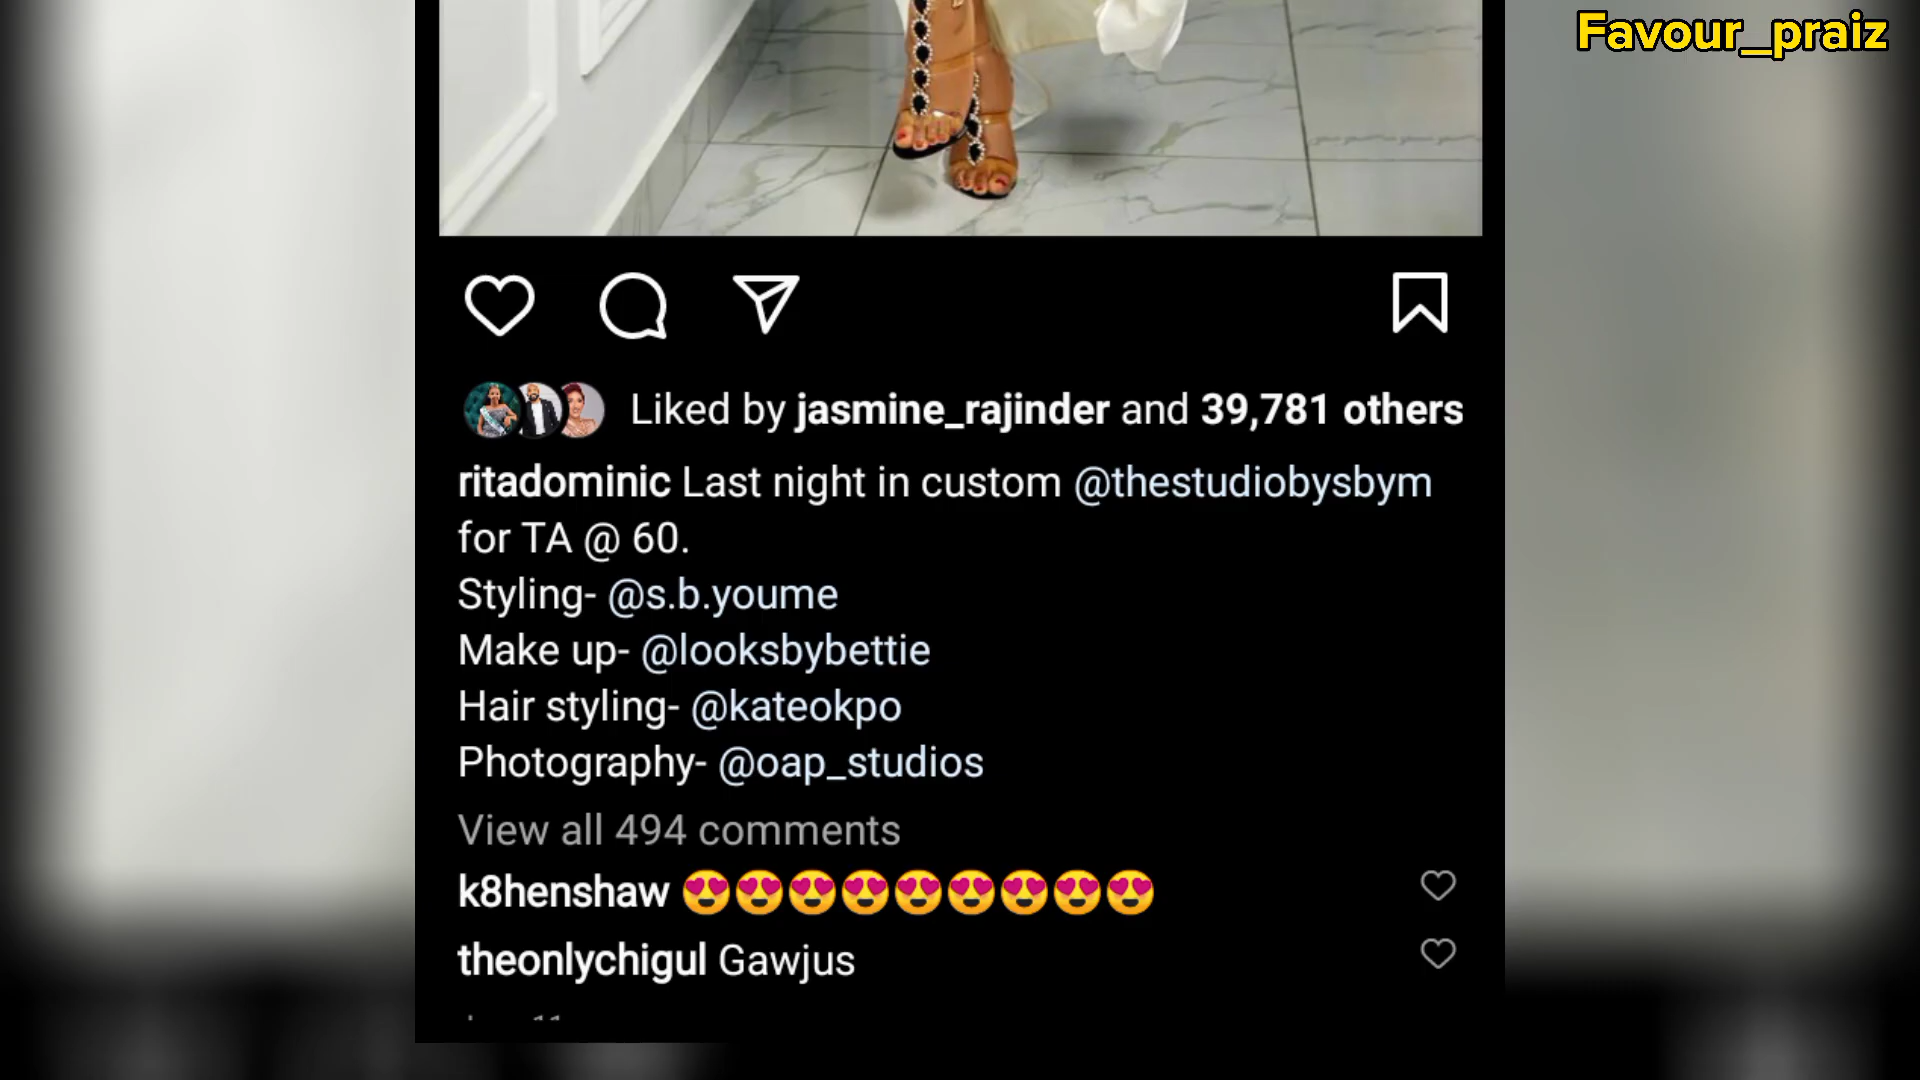 Favour_praiz
Liked by jasmine_rajinder and 39,781 others
ritadominic Last night in custom @thestudiobysbym
for TA @ 60.
Styling- @s.b.youme
Make up- @looksbybettie
Hair styling- @kateokpo
Photography- @oap_studios
View all 494 comments
k8henshaw 😍😍😍😍😍😍😍😍😍
theonlychigul Gawjus